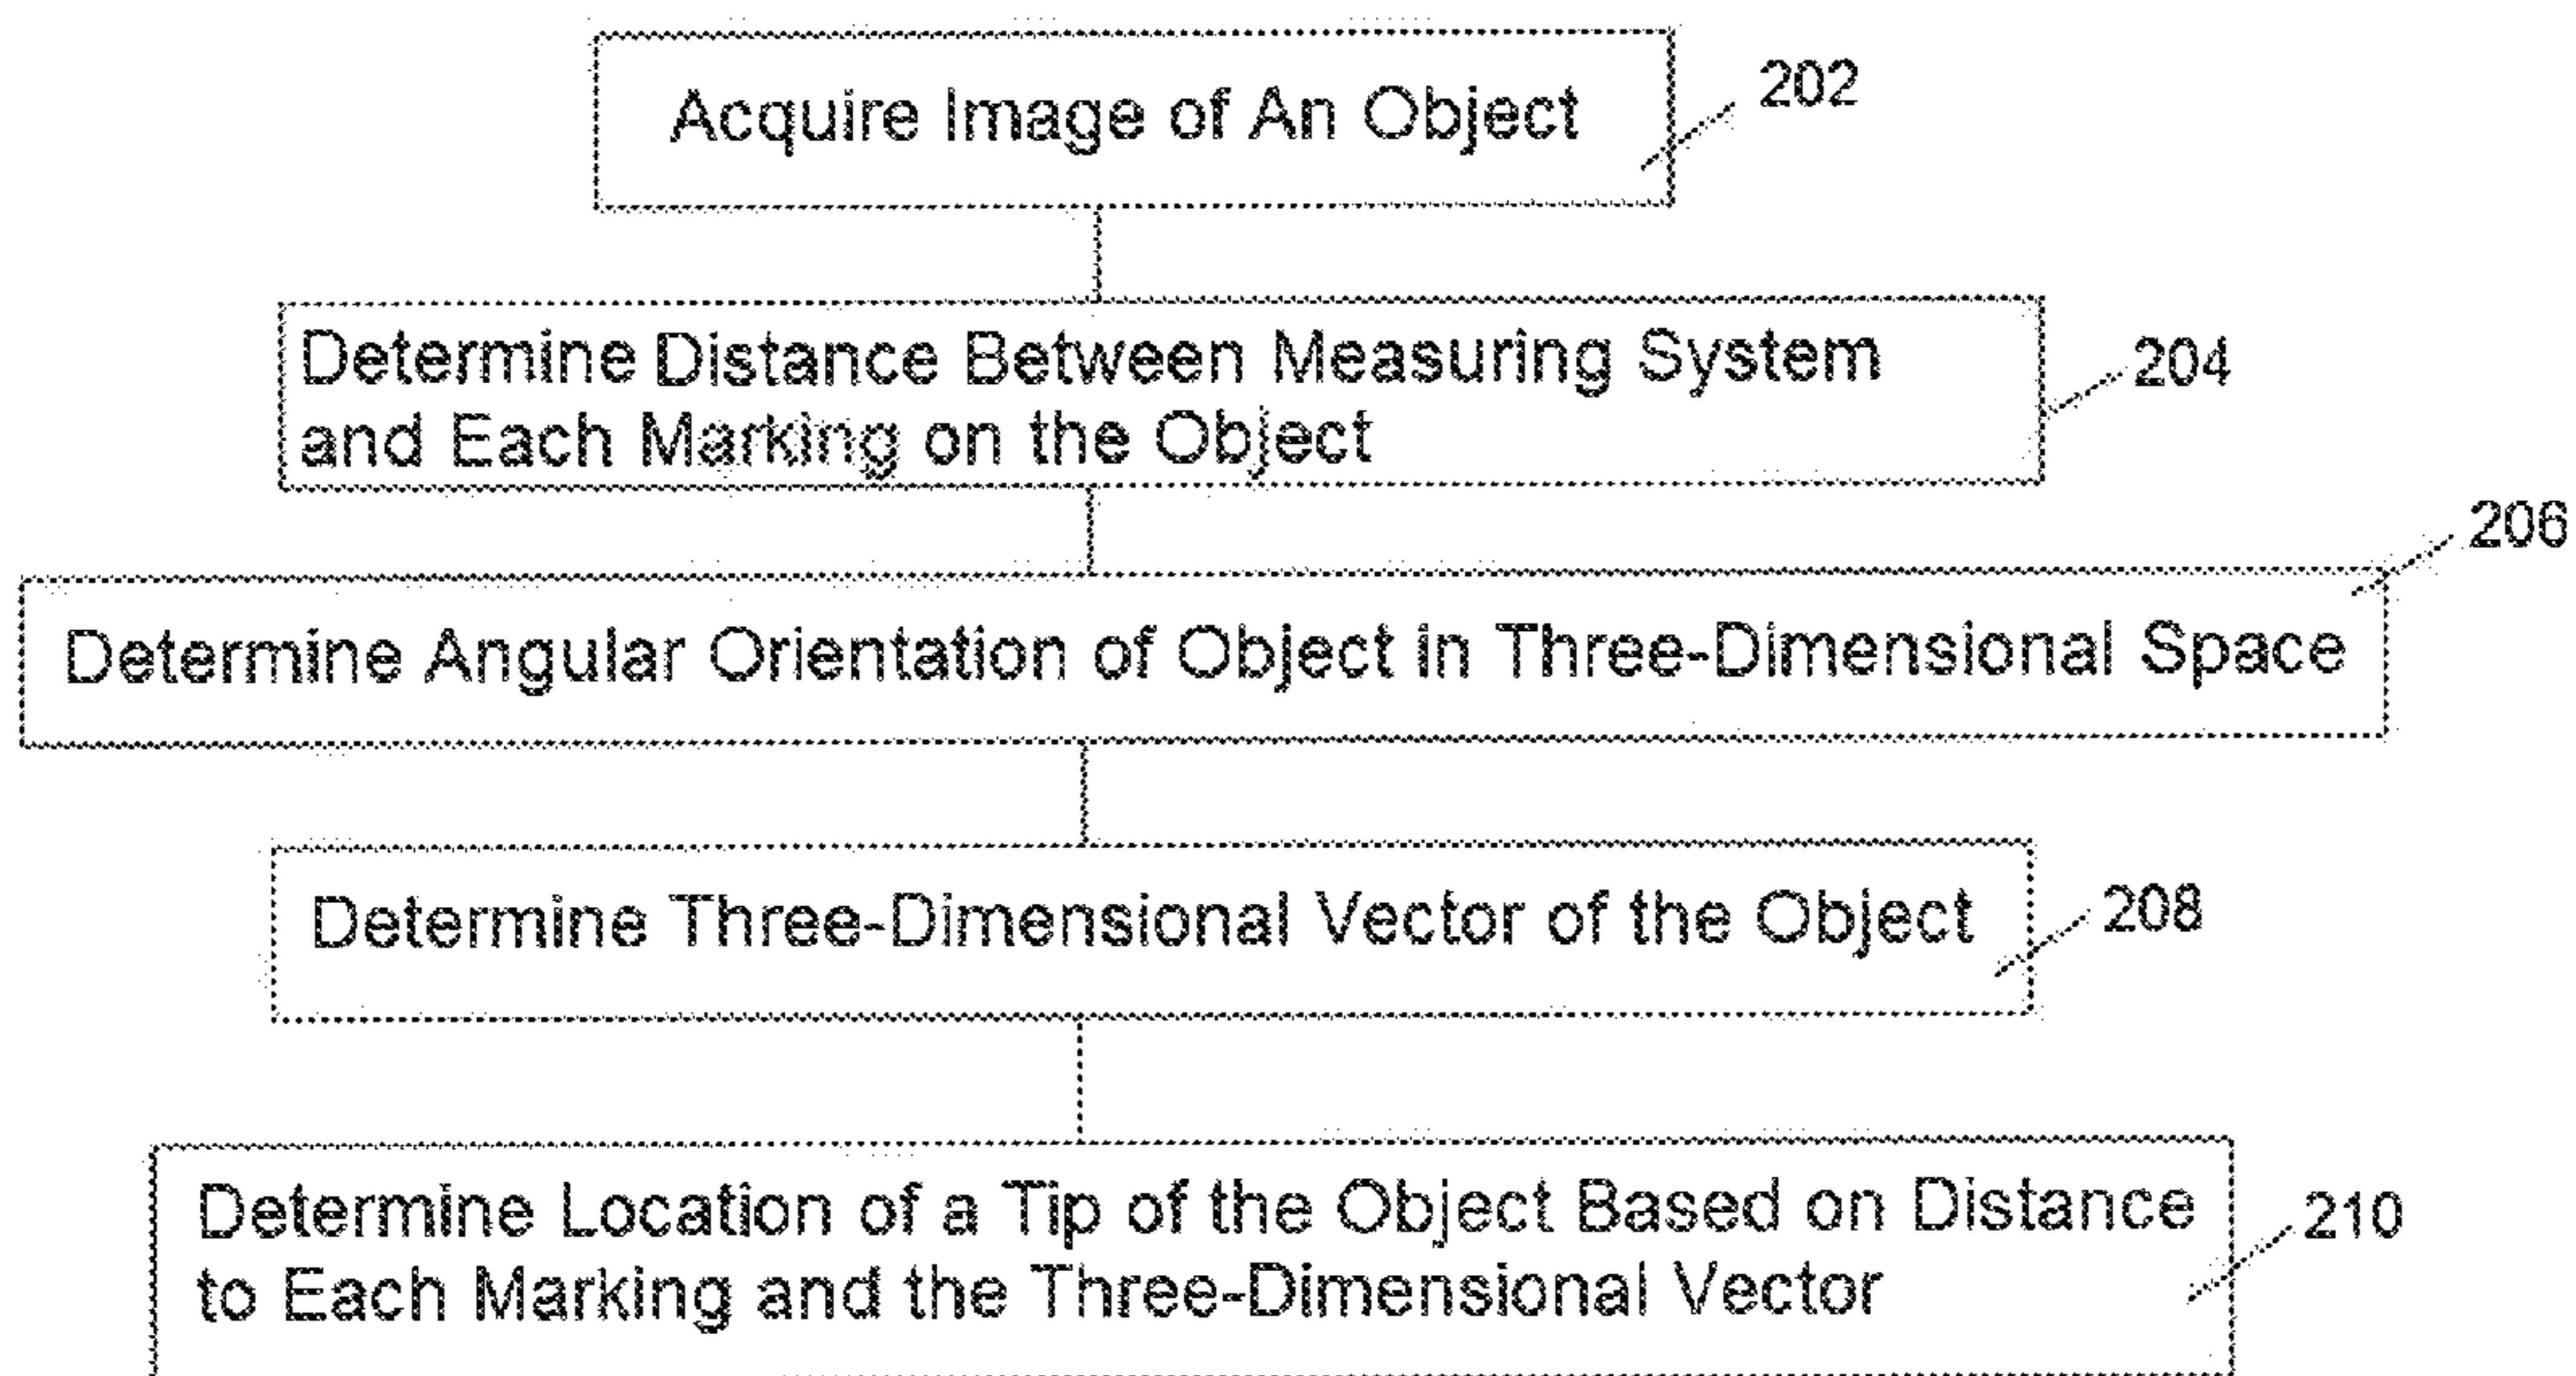 Acquire Image of An Object
202
Determine Distance Between Measuring System
and Each Marking on the Object
204
206
Determine Angular Orientation of Object in Three-Dimensional Space
Determine Three-Dimensional Vector of the Object
208
Determine Location of a Tip of the Object Based on Distance
to Each Marking and the Three-Dimensional Vector
210